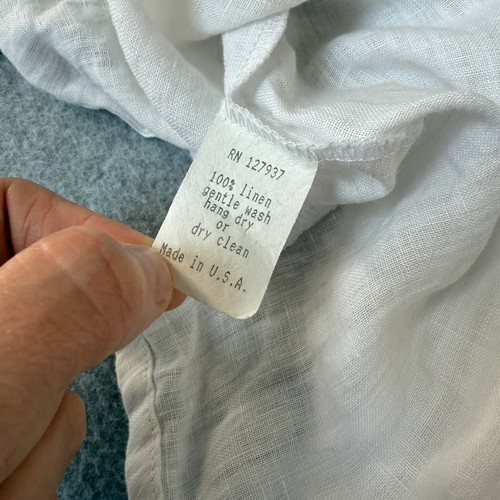 RN 127937
100% linen
gentle wash
hang dry
or
dry clean
Made in U.S.A.